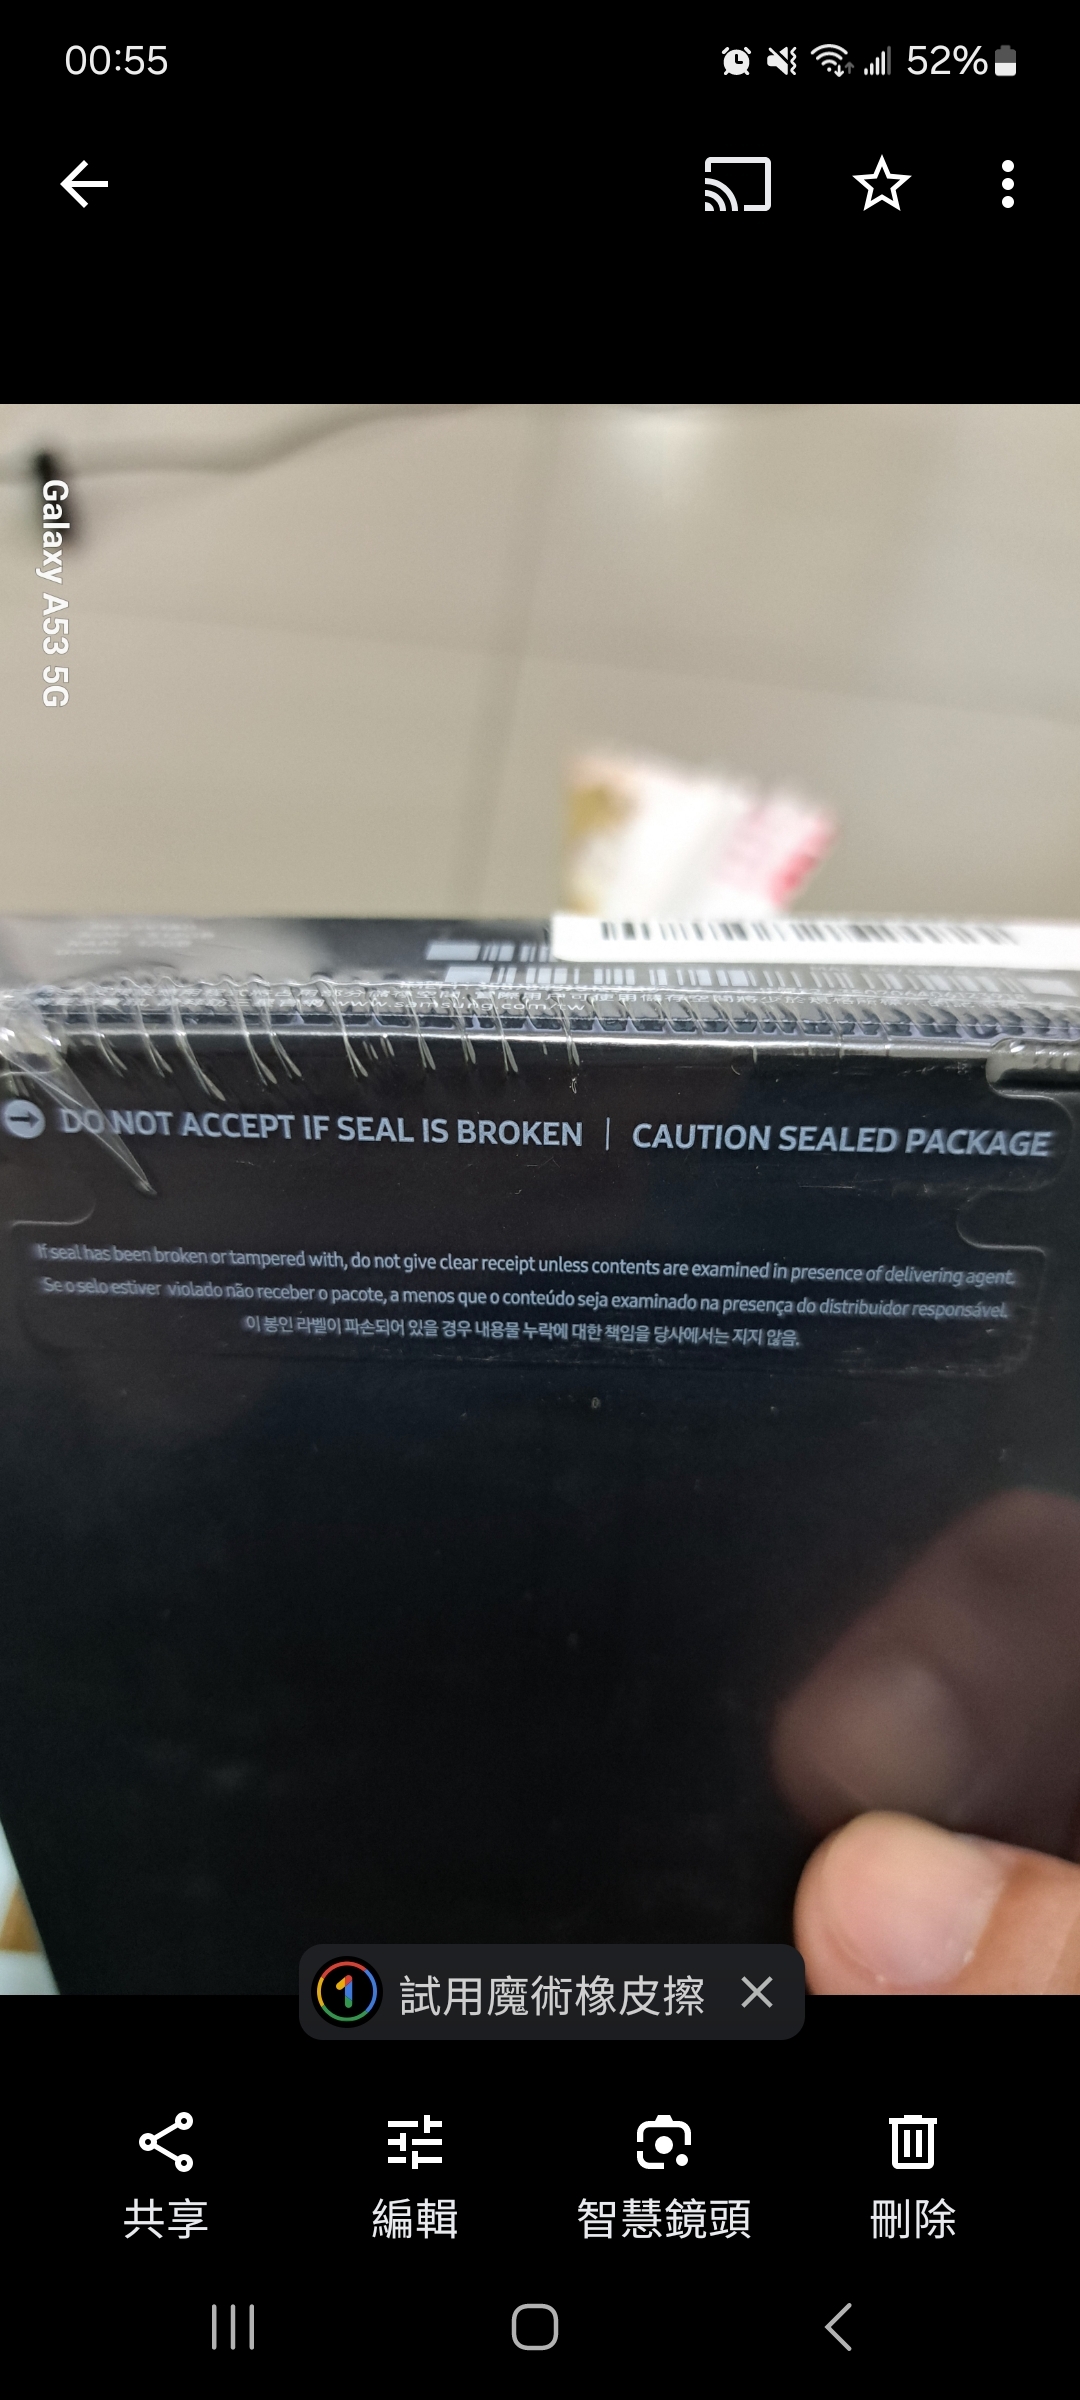 00:55
52%
Galaxy A53 5G
www.samsung.com/tw
DO NOT ACCEPT IF SEAL IS BROKEN | CAUTION SEALED PACKAGE
If seal has been broken or tampered with, do not give clear receipt unless contents are examined in presence of delivering agent.
Se o selo estiver violado não receber o pacote, a menos que o conteúdo seja examinado na presença do distribuidor responsável.
이 봉인 라벨이 파손되어 있을 경우 내용물 누락에 대한 책임을 당사에서는 지지 않음.
試用魔術橡皮擦
共享
編輯
智慧鏡頭
刪除